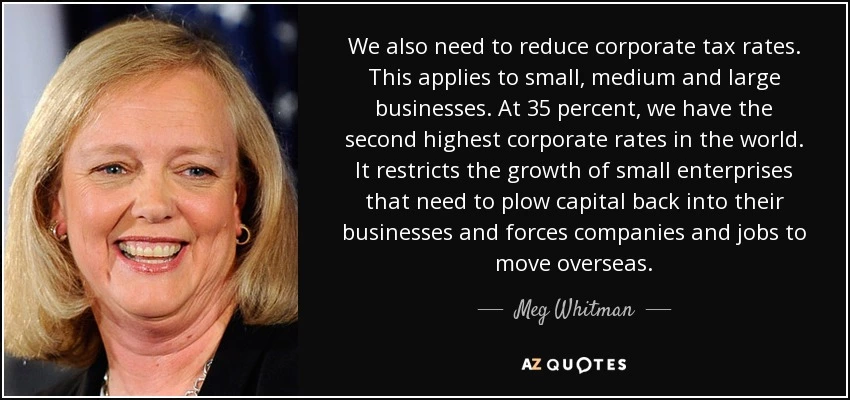 We also need to reduce corporate tax rates.
This applies to small, medium and large
businesses. At 35 percent, we have the
second highest corporate rates in the world.
It restricts the growth of small enterprises
that need to plow capital back into their
businesses and forces companies and jobs to
move overseas.
Meg Whitman
AZ QUOTES